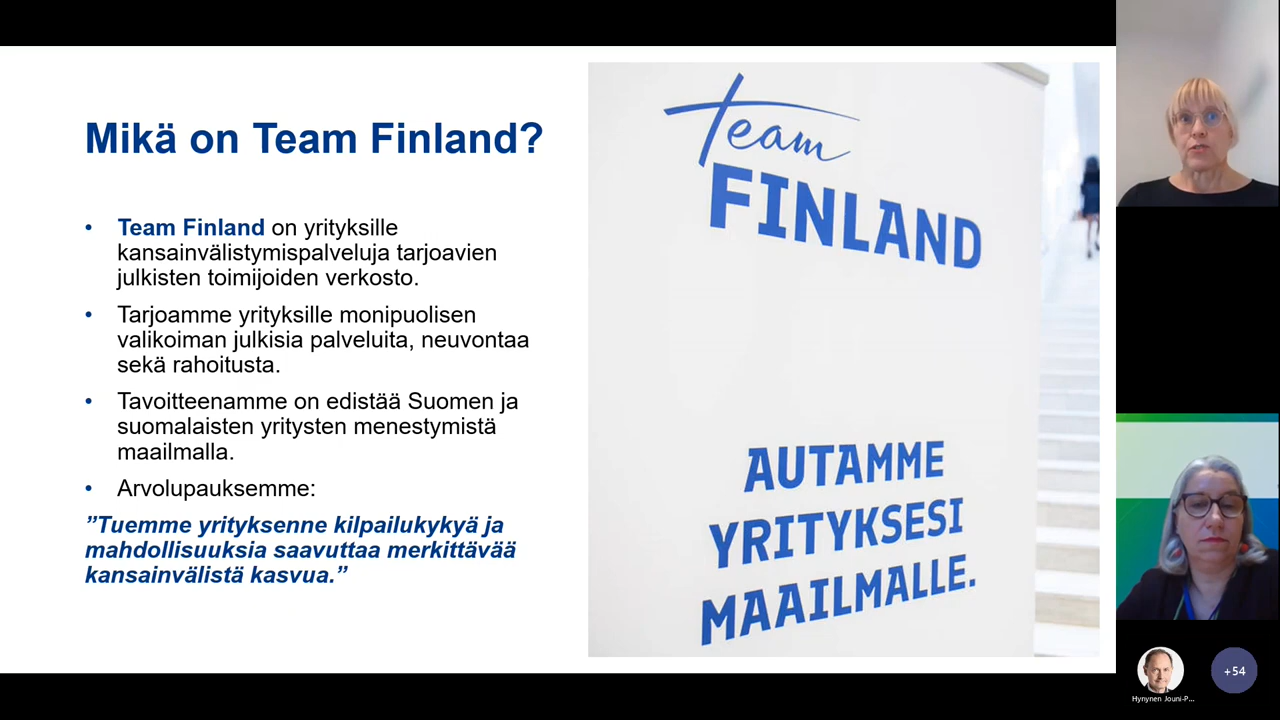 Mikä on Team Finland?
• Team Finland on yrityksille
kansainvälistymispalveluja tarjoavien
julkisten toimijoiden verkosto.
• Tarjoamme yrityksille monipuolisen
valikoiman julkisia palveluita, neuvontaa
sekä rahoitusta.
• Tavoitteenamme on edistää Suomen ja
suomalaisten yritysten menestymistä
maailmalla.
• Arvolupauksemme:
”Tuemme yrityksenne kilpailukykyä ja
mahdollisuuksia saavuttaa merkittävää
kansainvälistä kasvua.”
Team
FINLAND
AUTAMME
YRITYKSESI
MAAILMALLE.
Hynynen Jouni-P...
+54